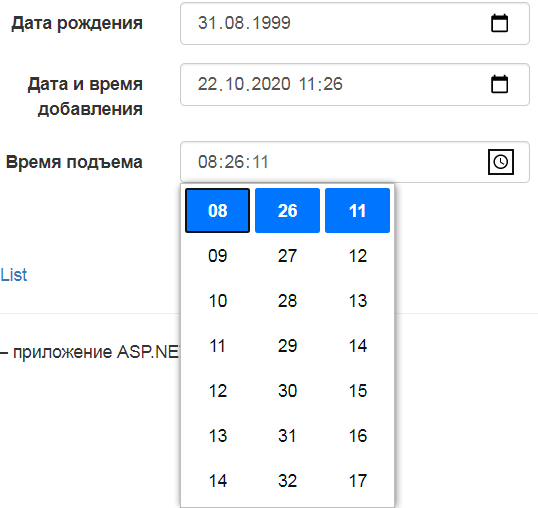 Дата рождения 31.08.1999
Дата и время
добавления 22.10.2020 11:26
Время подъема 08:26:11
08 26 11
09 27 12
List
10 28 13
11 29 14
– приложение ASP.NE
12 30 15
13 31 16
14 32 17